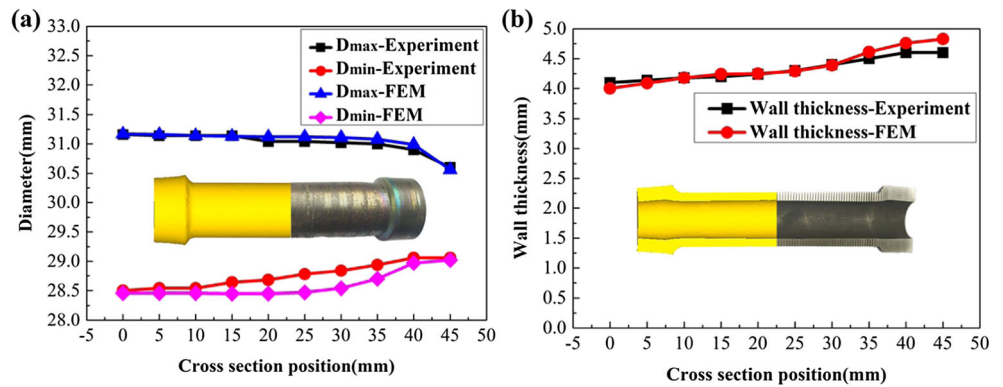 (a)
33.0
32.5
32.0
31.5
31.0
30.5
30.0
29.5
29.0
28.5
28.0
Diameter(mm)
Dmax-Experiment
Dmin-Experiment
Dmax-FEM
Dmin-FEM
-5 0 5 10 15 20 25 30 35 40 45 50
Cross section position(mm)
(b)
5.0
4.5
4.0
3.5
3.0
2.5
2.0
1.5
1.0
0.5
0.0
Wall thickness(mm)
Wall thickness-Experiment
Wall thickness-FEM
-5 0 5 10 15 20 25 30 35 40 45 50
Cross section position(mm)